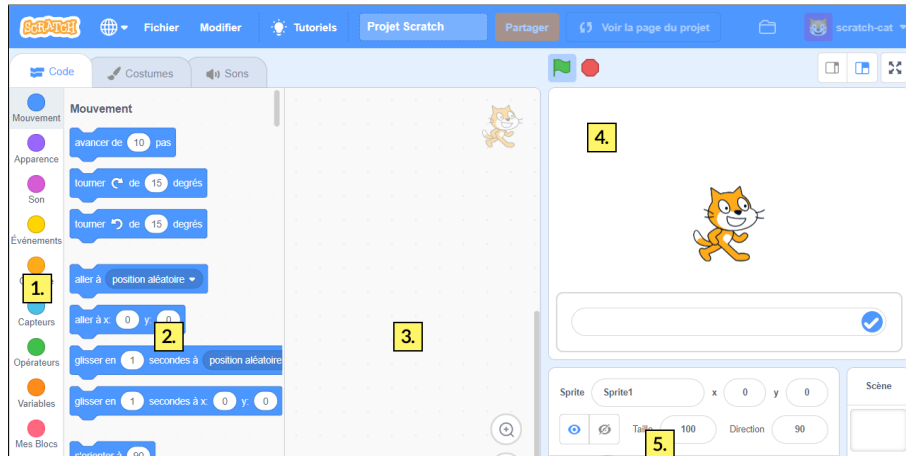 SCRATCH Fichier Modifier Tutoriels Projet Scratch Partager Voir la page du projet scratch-cat
Code Costumes Sons
Mouvement
Apparence
Son
Événements
1.
Capteurs
Opérateurs
Variables
Mes Blocs
Mouvement
avancer de 10 pas
tourner de 15 degrés
tourner de 15 degrés
aller à position aléatoire
aller à x: 0 y: 0
2.
glisser en 1 secondes à position aléatoire
glisser en 1 secondes à x: 0 y: 0
s'orienter à 90
3.
4.
Sprite Sprite1 x 0 y 0
Taille 100 Direction 90
5.
Scène